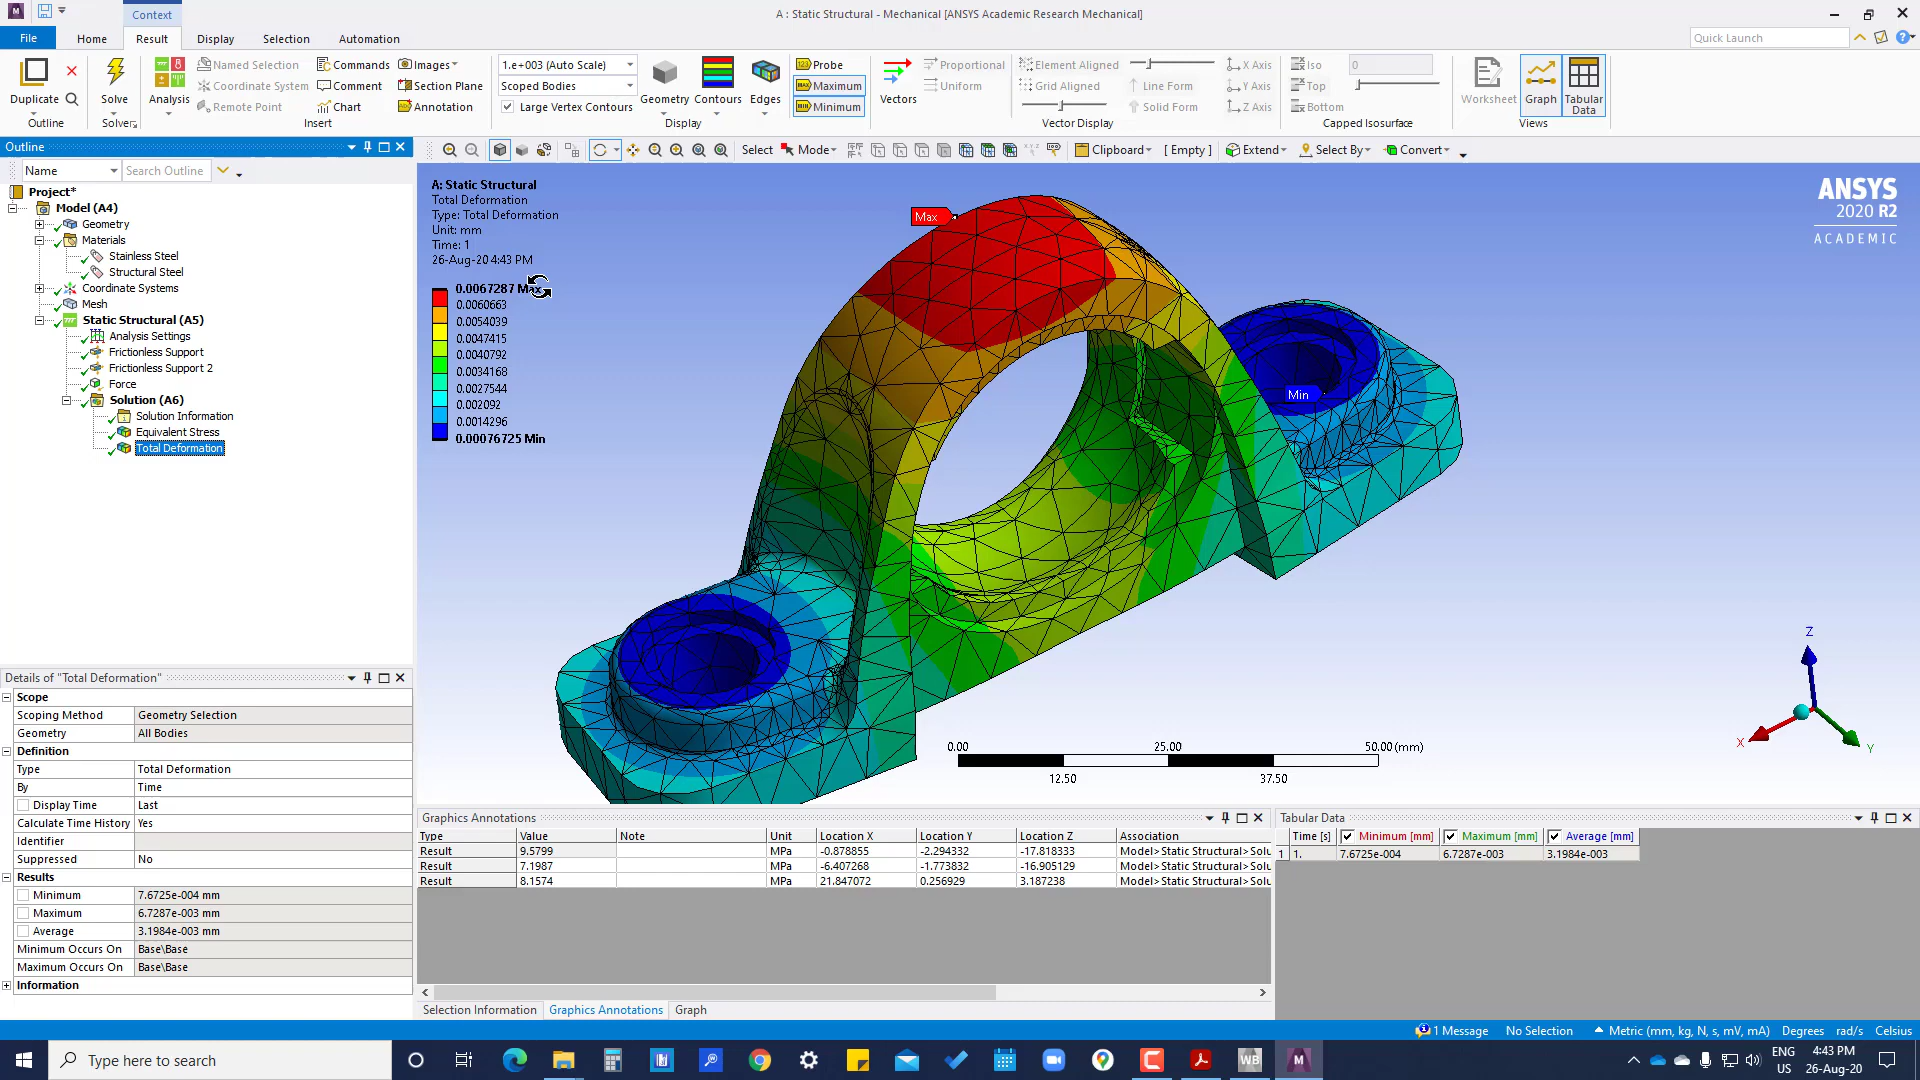 Context
A : Static Structural - Mechanical [ANSYS Academic Research Mechanical]
File Home Result Display Selection Automation
Quick Launch
Duplicate
Outline
Solve
Solver
Analysis
Named Selection
Coordinate System
Remote Point
Commands
Comment
Chart
Images
Section Plane
Annotation
Insert
1.e+003 (Auto Scale)
Scoped Bodies
Large Vertex Contours
Geometry
Contours
Edges
Display
Probe
Maximum
Minimum
Vectors
Proportional
Uniform
Element Aligned
Grid Aligned
Line Form
Solid Form
X Axis
Y Axis
Z Axis
Vector Display
Iso
Top
Bottom
0
Capped Isosurface
Worksheet
Graph
Tabular Data
Views
Outline
Name
Search Outline
Select Mode Clipboard [ Empty ] Extend Select By Convert
Project*
Model (A4)
Geometry
Materials
Stainless Steel
Structural Steel
Coordinate Systems
Mesh
Static Structural (A5)
Analysis Settings
Frictionless Support
Frictionless Support 2
Force
Solution (A6)
Solution Information
Equivalent Stress
Total Deformation
A: Static Structural
Total Deformation
Type: Total Deformation
Unit: mm
Time: 1
26-Aug-20 4:43 PM
0.0067287 Max
0.0060663
0.0054039
0.0047415
0.0040792
0.0034168
0.0027544
0.002092
0.0014296
0.00076725 Min
Max
Min
ANSYS
2020 R2
ACADEMIC
Z
X
Y
0.00 25.00 50.00 (mm)
12.50 37.50
Details of "Total Deformation"
Scope
Scoping Method Geometry Selection
Geometry All Bodies
Definition
Type Total Deformation
By Time
Display Time Last
Calculate Time History Yes
Identifier
Suppressed No
Results
Minimum 7.6725e-004 mm
Maximum 6.7287e-003 mm
Average 3.1984e-003 mm
Minimum Occurs On Base\Base
Maximum Occurs On Base\Base
Information
Graphics Annotations
Type Value Note Unit Location X Location Y Location Z Association
Result 9.5799 MPa -0.878855 -2.294332 -17.818333 Model>Static Structural>Solu
Result 7.1987 MPa -6.407268 -1.773832 -16.905129 Model>Static Structural>Solu
Result 8.1574 MPa 21.847072 0.256929 3.187238 Model>Static Structural>Solu
Selection Information Graphics Annotations Graph
Tabular Data
Time [s] Minimum [mm] Maximum [mm] Average [mm]
1 1. 7.6725e-004 6.7287e-003 3.1984e-003
1 Message No Selection Metric (mm, kg, N, s, mV, mA) Degrees rad/s Celsius
Type here to search
WB
M
ENG
US
4:43 PM
26-Aug-20